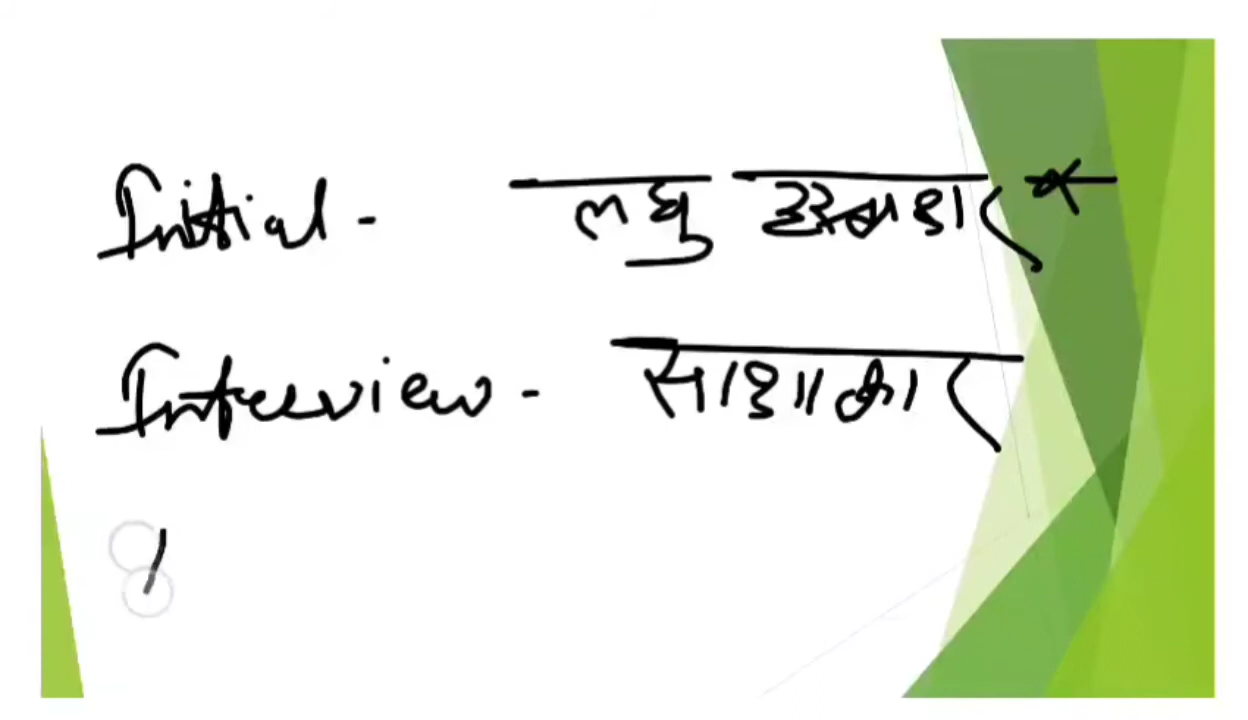 Initial - लघु हस्ताक्षर
Interview - साक्षात्कार